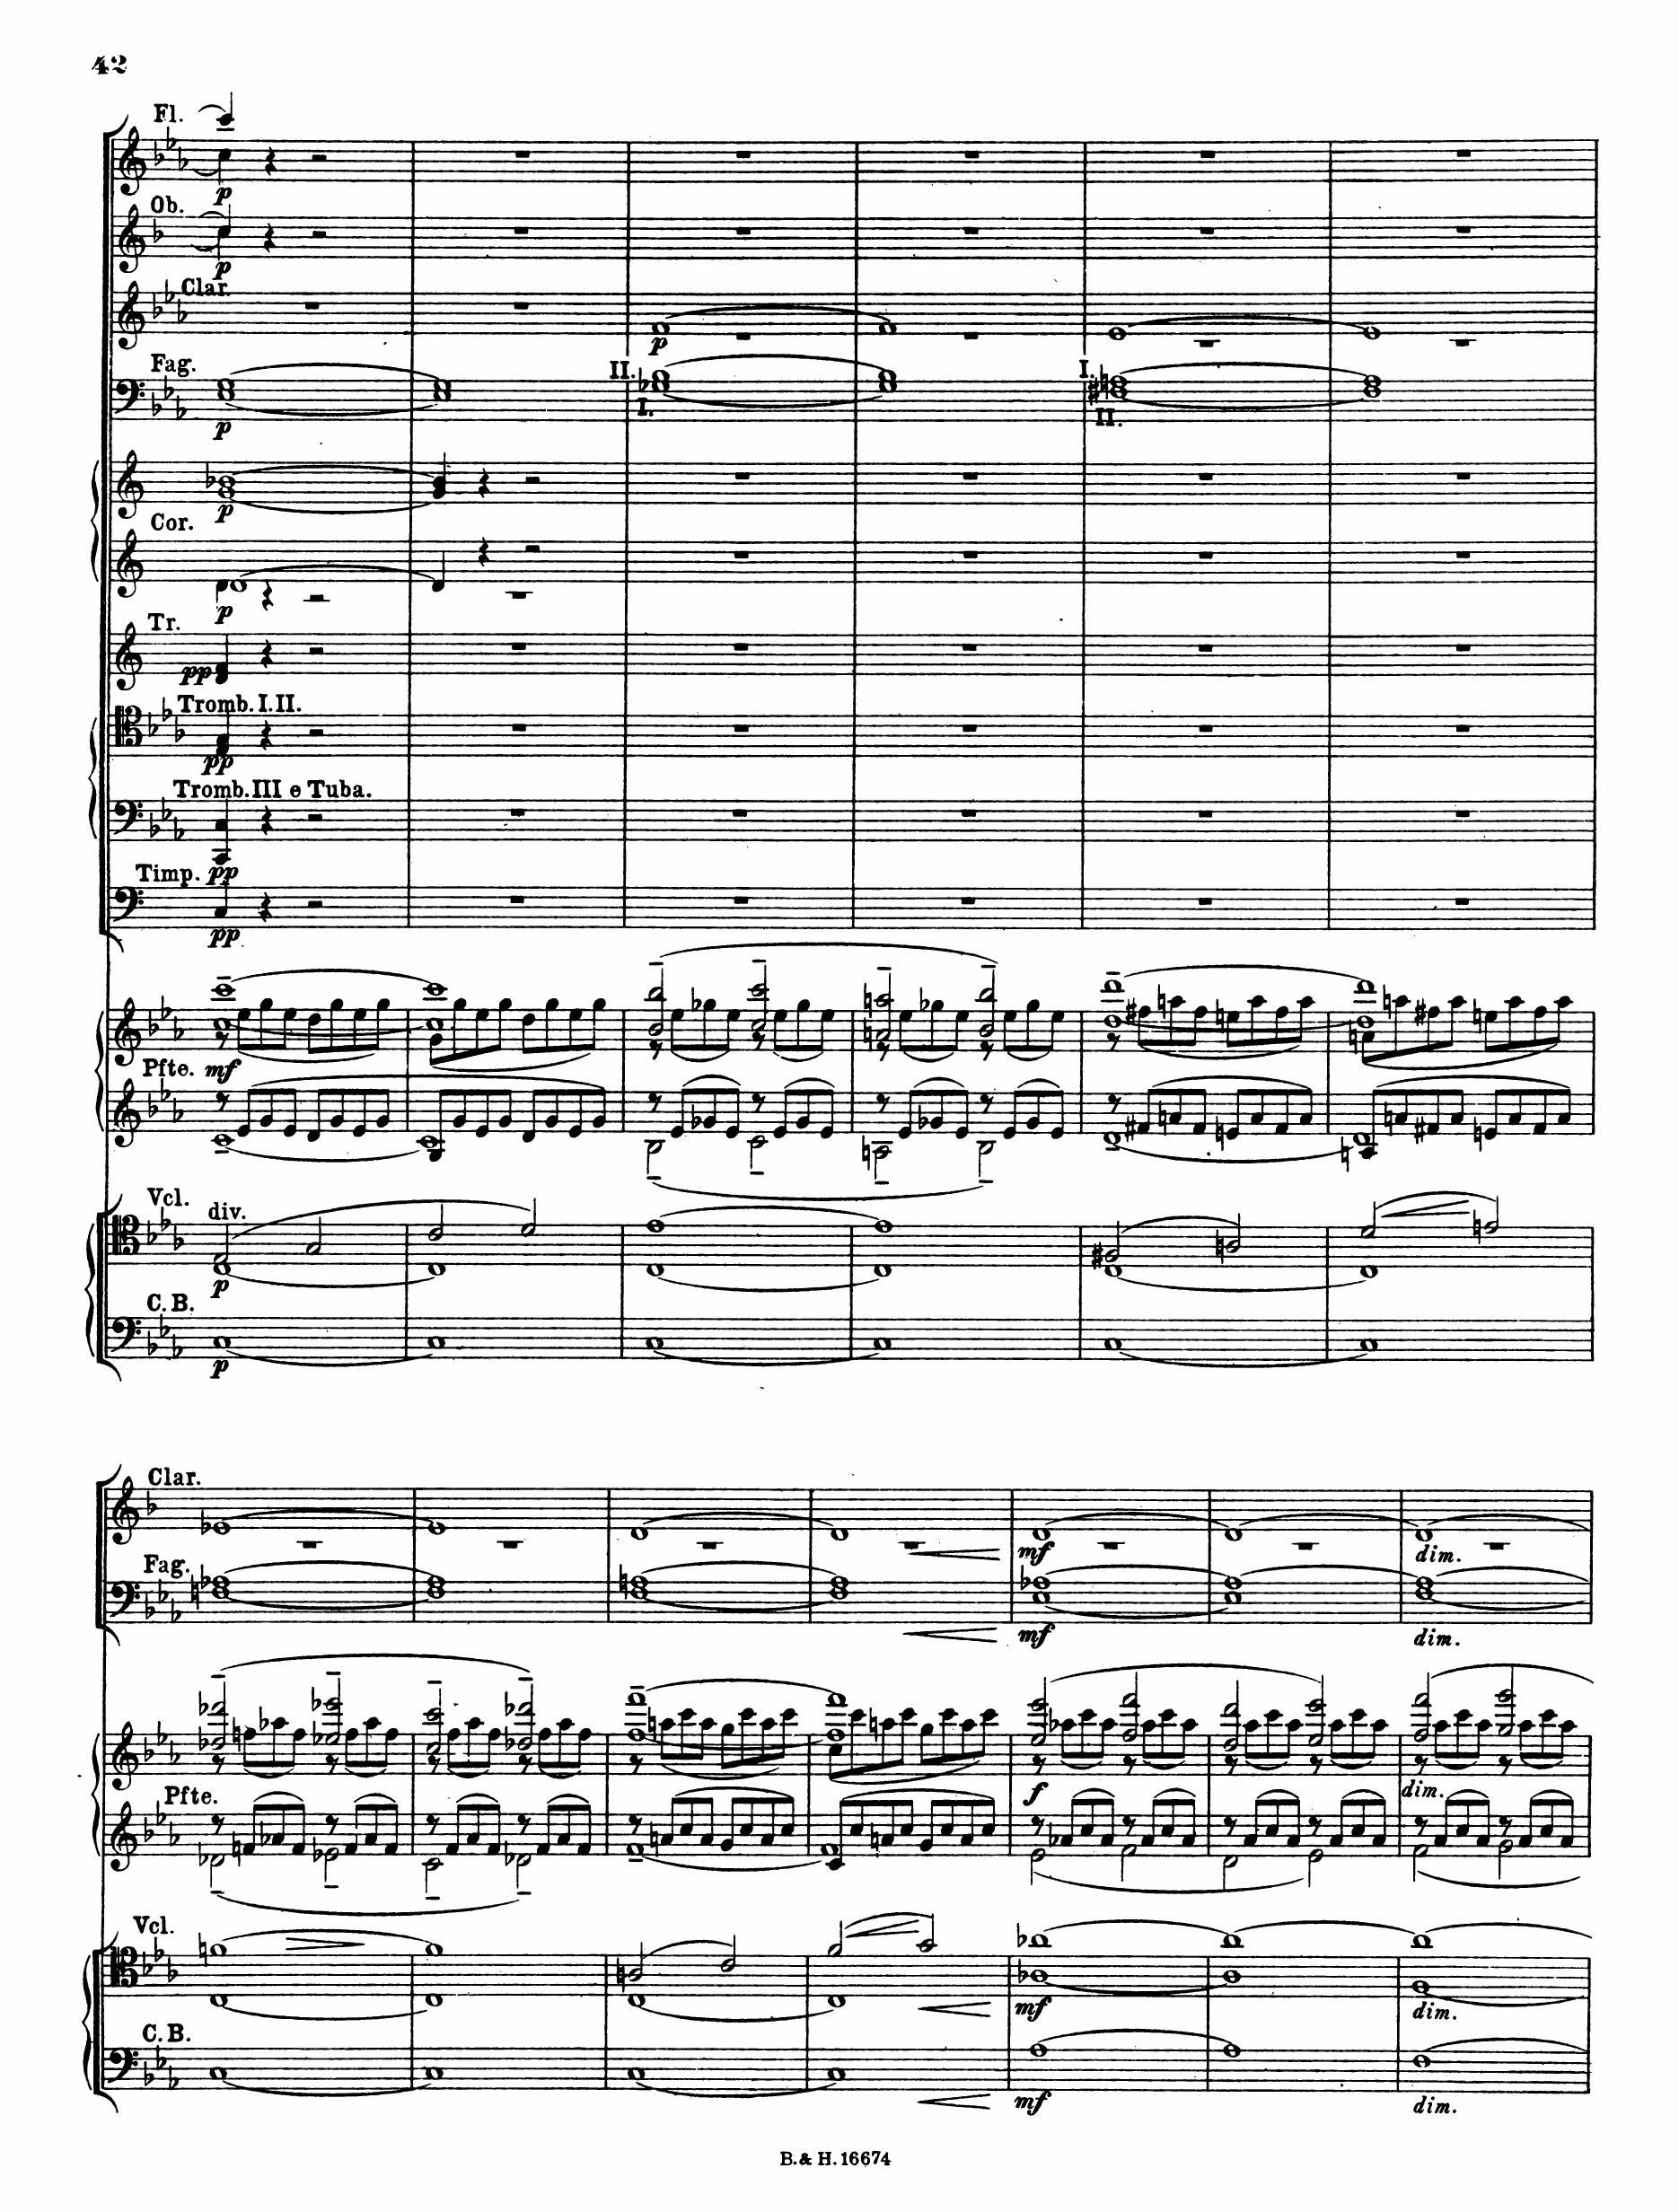 42
Fl.
p
Ob.
p
Clar.
p
Fag.
II.
I.
I.
II.
p
p
Cor.
p
Tr.
pp
Tromb. I. II.
pp
Tromb. III e Tuba.
pp
Timp.
pp
Pfte. mf
Vcl.
div.
p
C. B.
p
Clar.
mf
dim.
Fag.
mf
dim.
f
dim.
Pfte.
Vcl.
mf
dim.
C. B.
mf
dim.
B. & H. 16674